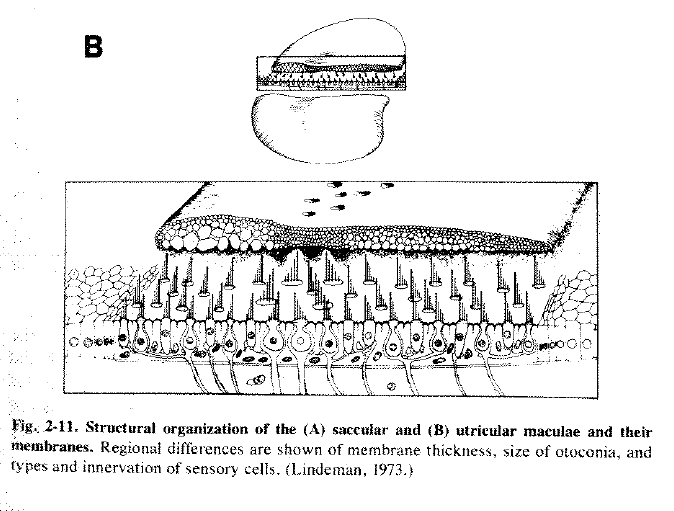 B
Fig. 2-11. Structural organization of the (A) saccular and (B) utricular maculae and their
membranes. Regional differences are shown of membrane thickness, size of otoconia, and
types and innervation of sensory cells. (Lindeman, 1973.)